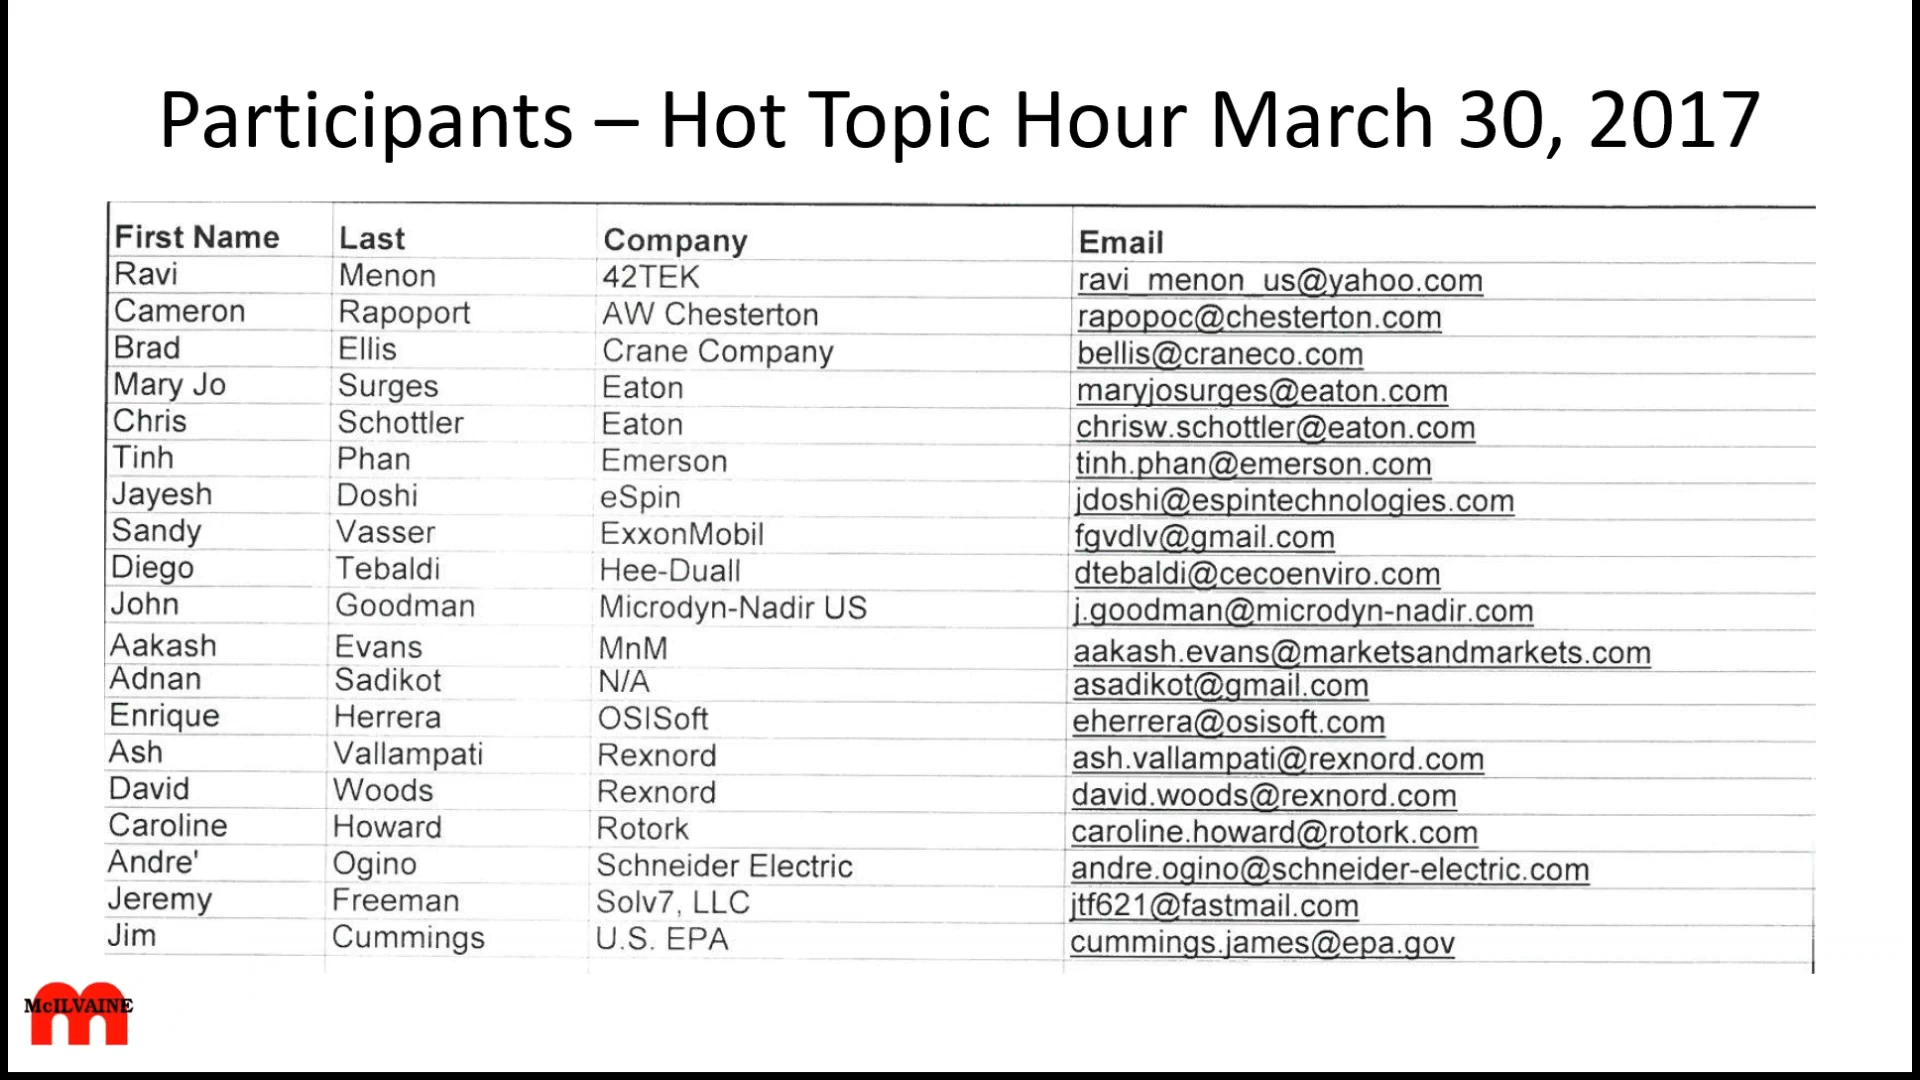 Participants – Hot Topic Hour March 30, 2017
First Name Last Company Email
Ravi Menon 42TEK ravi_menon_us@yahoo.com
Cameron Rapoport AW Chesterton rapopoc@chesterton.com
Brad Ellis Crane Company bellis@craneco.com
Mary Jo Surges Eaton maryjosurges@eaton.com
Chris Schottler Eaton chrisw.schottler@eaton.com
Tinh Phan Emerson tinh.phan@emerson.com
Jayesh Doshi eSpin jdoshi@espintechnologies.com
Sandy Vasser ExxonMobil fgvdlv@gmail.com
Diego Tebaldi Hee-Duall dtebaldi@cecoenviro.com
John Goodman Microdyn-Nadir US j.goodman@microdyn-nadir.com
Aakash Evans MnM aakash.evans@marketsandmarkets.com
Adnan Sadikot N/A asadikot@gmail.com
Enrique Herrera OSISoft eherrera@osisoft.com
Ash Vallampati Rexnord ash.vallampati@rexnord.com
David Woods Rexnord david.woods@rexnord.com
Caroline Howard Rotork caroline.howard@rotork.com
Andre' Ogino Schneider Electric andre.ogino@schneider-electric.com
Jeremy Freeman Solv7, LLC jtf621@fastmail.com
Jim Cummings U.S. EPA cummings.james@epa.gov
McILVAINE